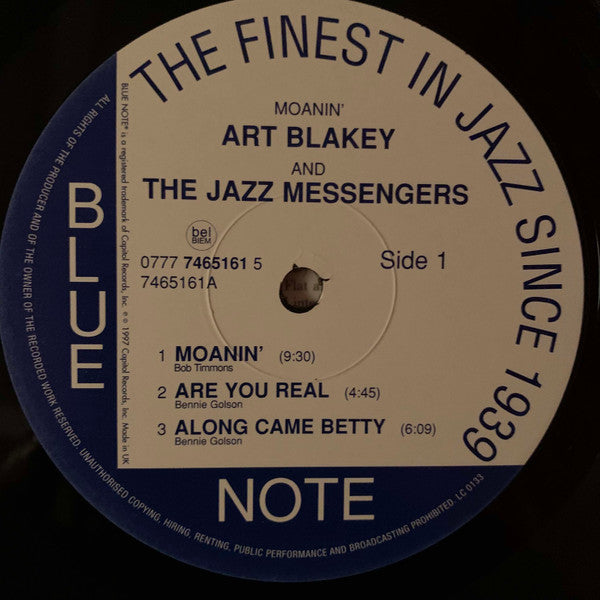 THE FINEST IN JAZZ SINCE 1939
MOANIN'
ART BLAKEY
AND
THE JAZZ MESSENGERS
bel
BIEM
0777 7465161 5
7465161A
Side 1
1 MOANIN' (9:30)
Bob Timmons
2 ARE YOU REAL (4:45)
Bennie Golson
3 ALONG CAME BETTY (6:09)
Bennie Golson
BLUE
NOTE
BLUE NOTE® is a registered trademark of Capitol Records, Inc. ℗ © 1997 Capitol Records, Inc. Made in UK
ALL RIGHTS OF THE PRODUCER AND OF THE OWNER OF THE RECORDED WORK RESERVED. UNAUTHORISED COPYING, HIRING, RENTING, PUBLIC PERFORMANCE AND BROADCASTING PROHIBITED. LC 0133